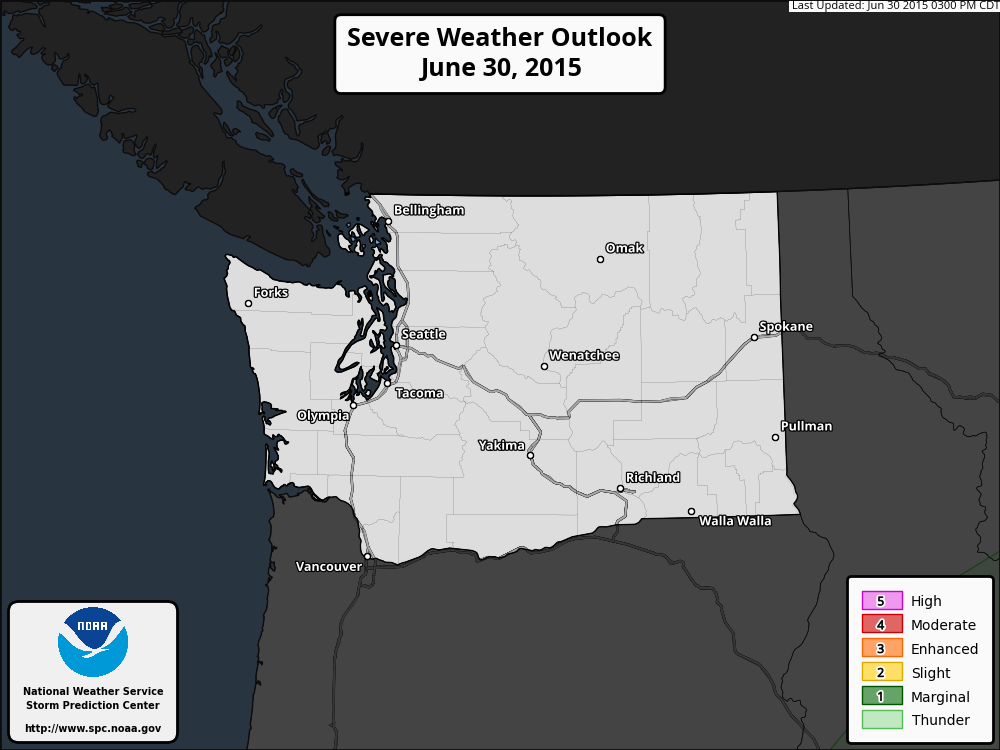 Last Updated: Jun 30 2015 0300 PM CDT
Severe Weather Outlook
June 30, 2015
Bellingham
Omak
Forks
Seattle
Spokane
Wenatchee
Tacoma
Olympia
Pullman
Yakima
Richland
Walla Walla
Vancouver
NOAA
National Weather Service
Storm Prediction Center
http://www.spc.noaa.gov
5 High
4 Moderate
3 Enhanced
2 Slight
1 Marginal
Thunder